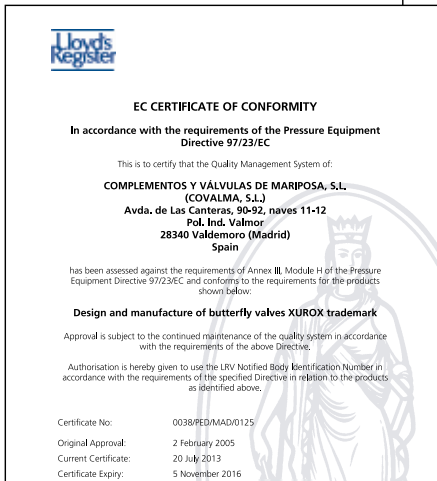 Lloyd's
Register
EC CERTIFICATE OF CONFORMITY
In accordance with the requirements of the Pressure Equipment
Directive 97/23/EC
This is to certify that the Quality Management System of:
COMPLEMENTOS Y VÁLVULAS DE MARIPOSA, S.L.
(COVALMA, S.L.)
Avda. de Las Canteras, 90-92, naves 11-12
Pol. Ind. Valmor
28340 Valdemoro (Madrid)
Spain
has been assessed against the requirements of Annex III, Module H of the Pressure
Equipment Directive 97/23/EC and conforms to the requirements for the products
shown below:
Design and manufacture of butterfly valves XUROX trademark
Approval is subject to the continued maintenance of the quality system in accordance
with the requirements of the above Directive.
Authorisation is hereby given to use the LRV Notified Body Identification Number in
accordance with the requirements of the specified Directive in relation to the products
as identified above.
Certificate No: 0038/PED/MAD/0125
Original Approval: 2 February 2005
Current Certificate: 20 July 2013
Certificate Expiry: 5 November 2016